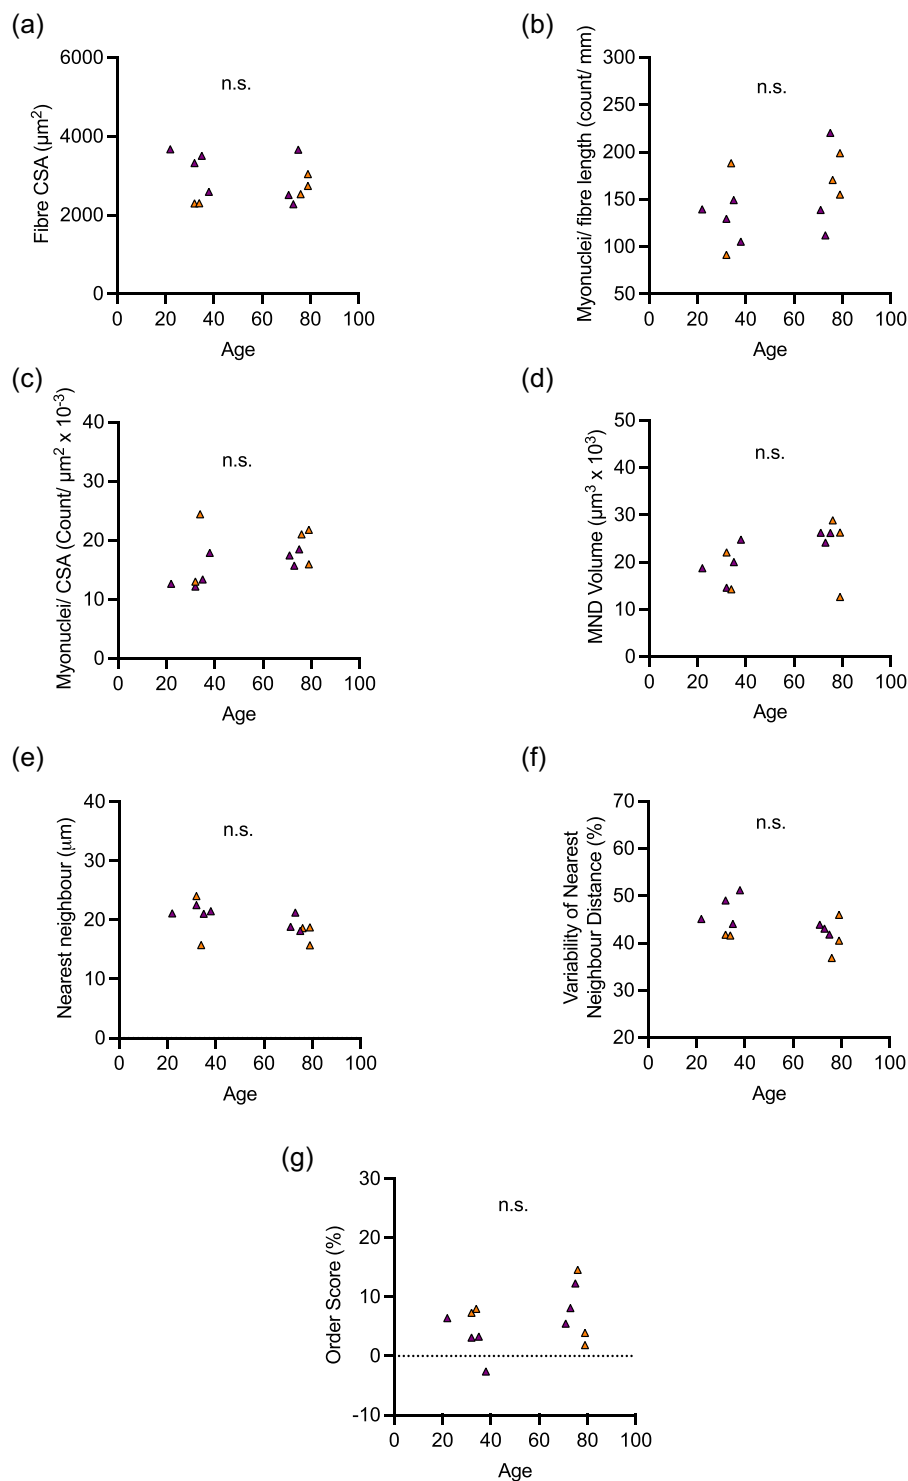 (a)
6000
4000
2000
0
Fibre CSA (µm²)
n.s.
0 20 40 60 80 100
Age
(b)
300
250
200
150
100
50
Myonuclei/ fibre length (count/ mm)
n.s.
0 20 40 60 80 100
Age
(c)
40
30
20
10
0
Myonuclei/ CSA (Count/ µm² x 10⁻³)
n.s.
0 20 40 60 80 100
Age
(d)
50
40
30
20
10
0
MND Volume (µm³ x 10³)
n.s.
0 20 40 60 80 100
Age
(e)
40
30
20
10
0
Nearest neighbour (µm)
n.s.
0 20 40 60 80 100
Age
(f)
70
60
50
40
30
20
Variability of Nearest
Neighbour Distance (%)
n.s.
0 20 40 60 80 100
Age
(g)
30
20
10
0
-10
Order Score (%)
n.s.
0 20 40 60 80 100
Age